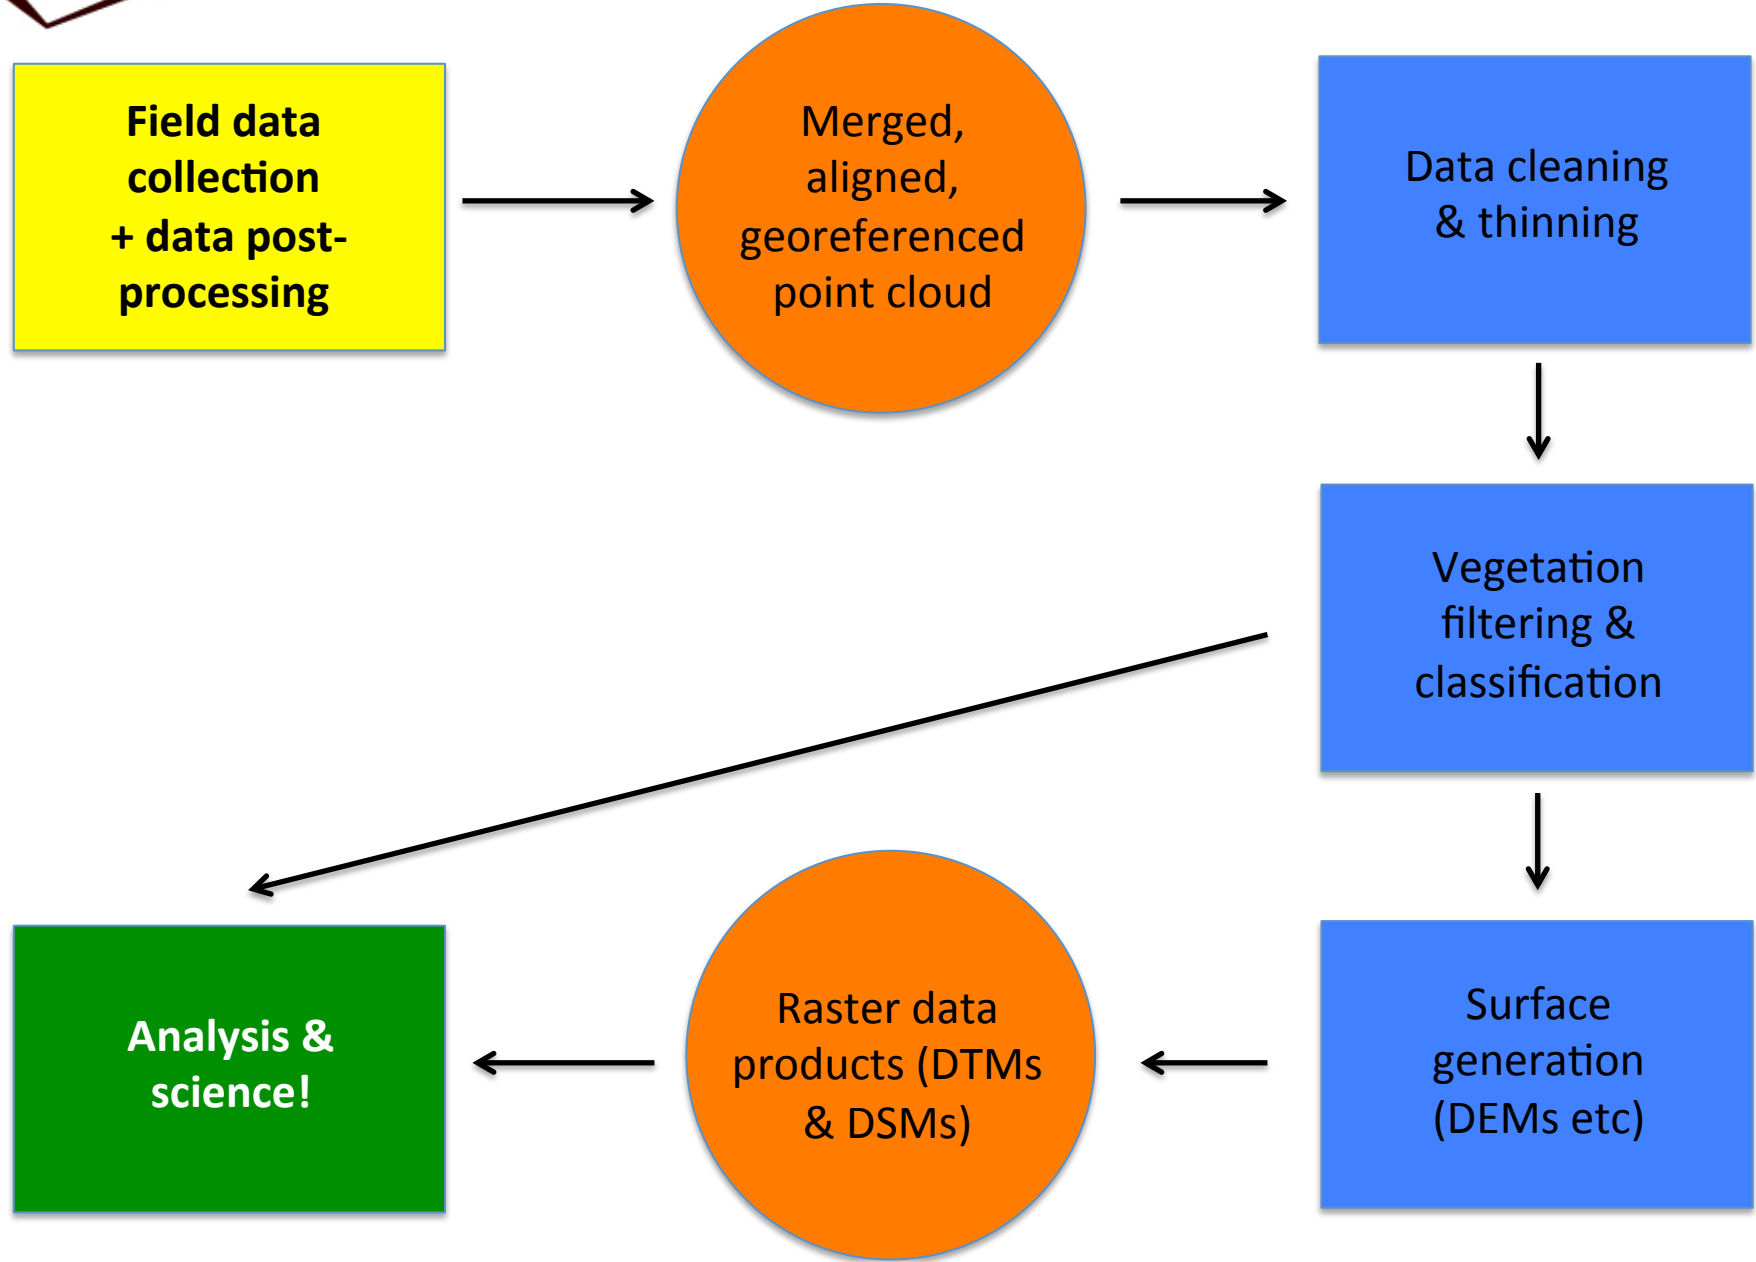 Field data
collection
+ data post-
processing
Merged,
aligned,
georeferenced
point cloud
Data cleaning
& thinning
Vegetation
filtering &
classification
Surface
generation
(DEMs etc)
Raster data
products (DTMs
& DSMs)
Analysis &
science!